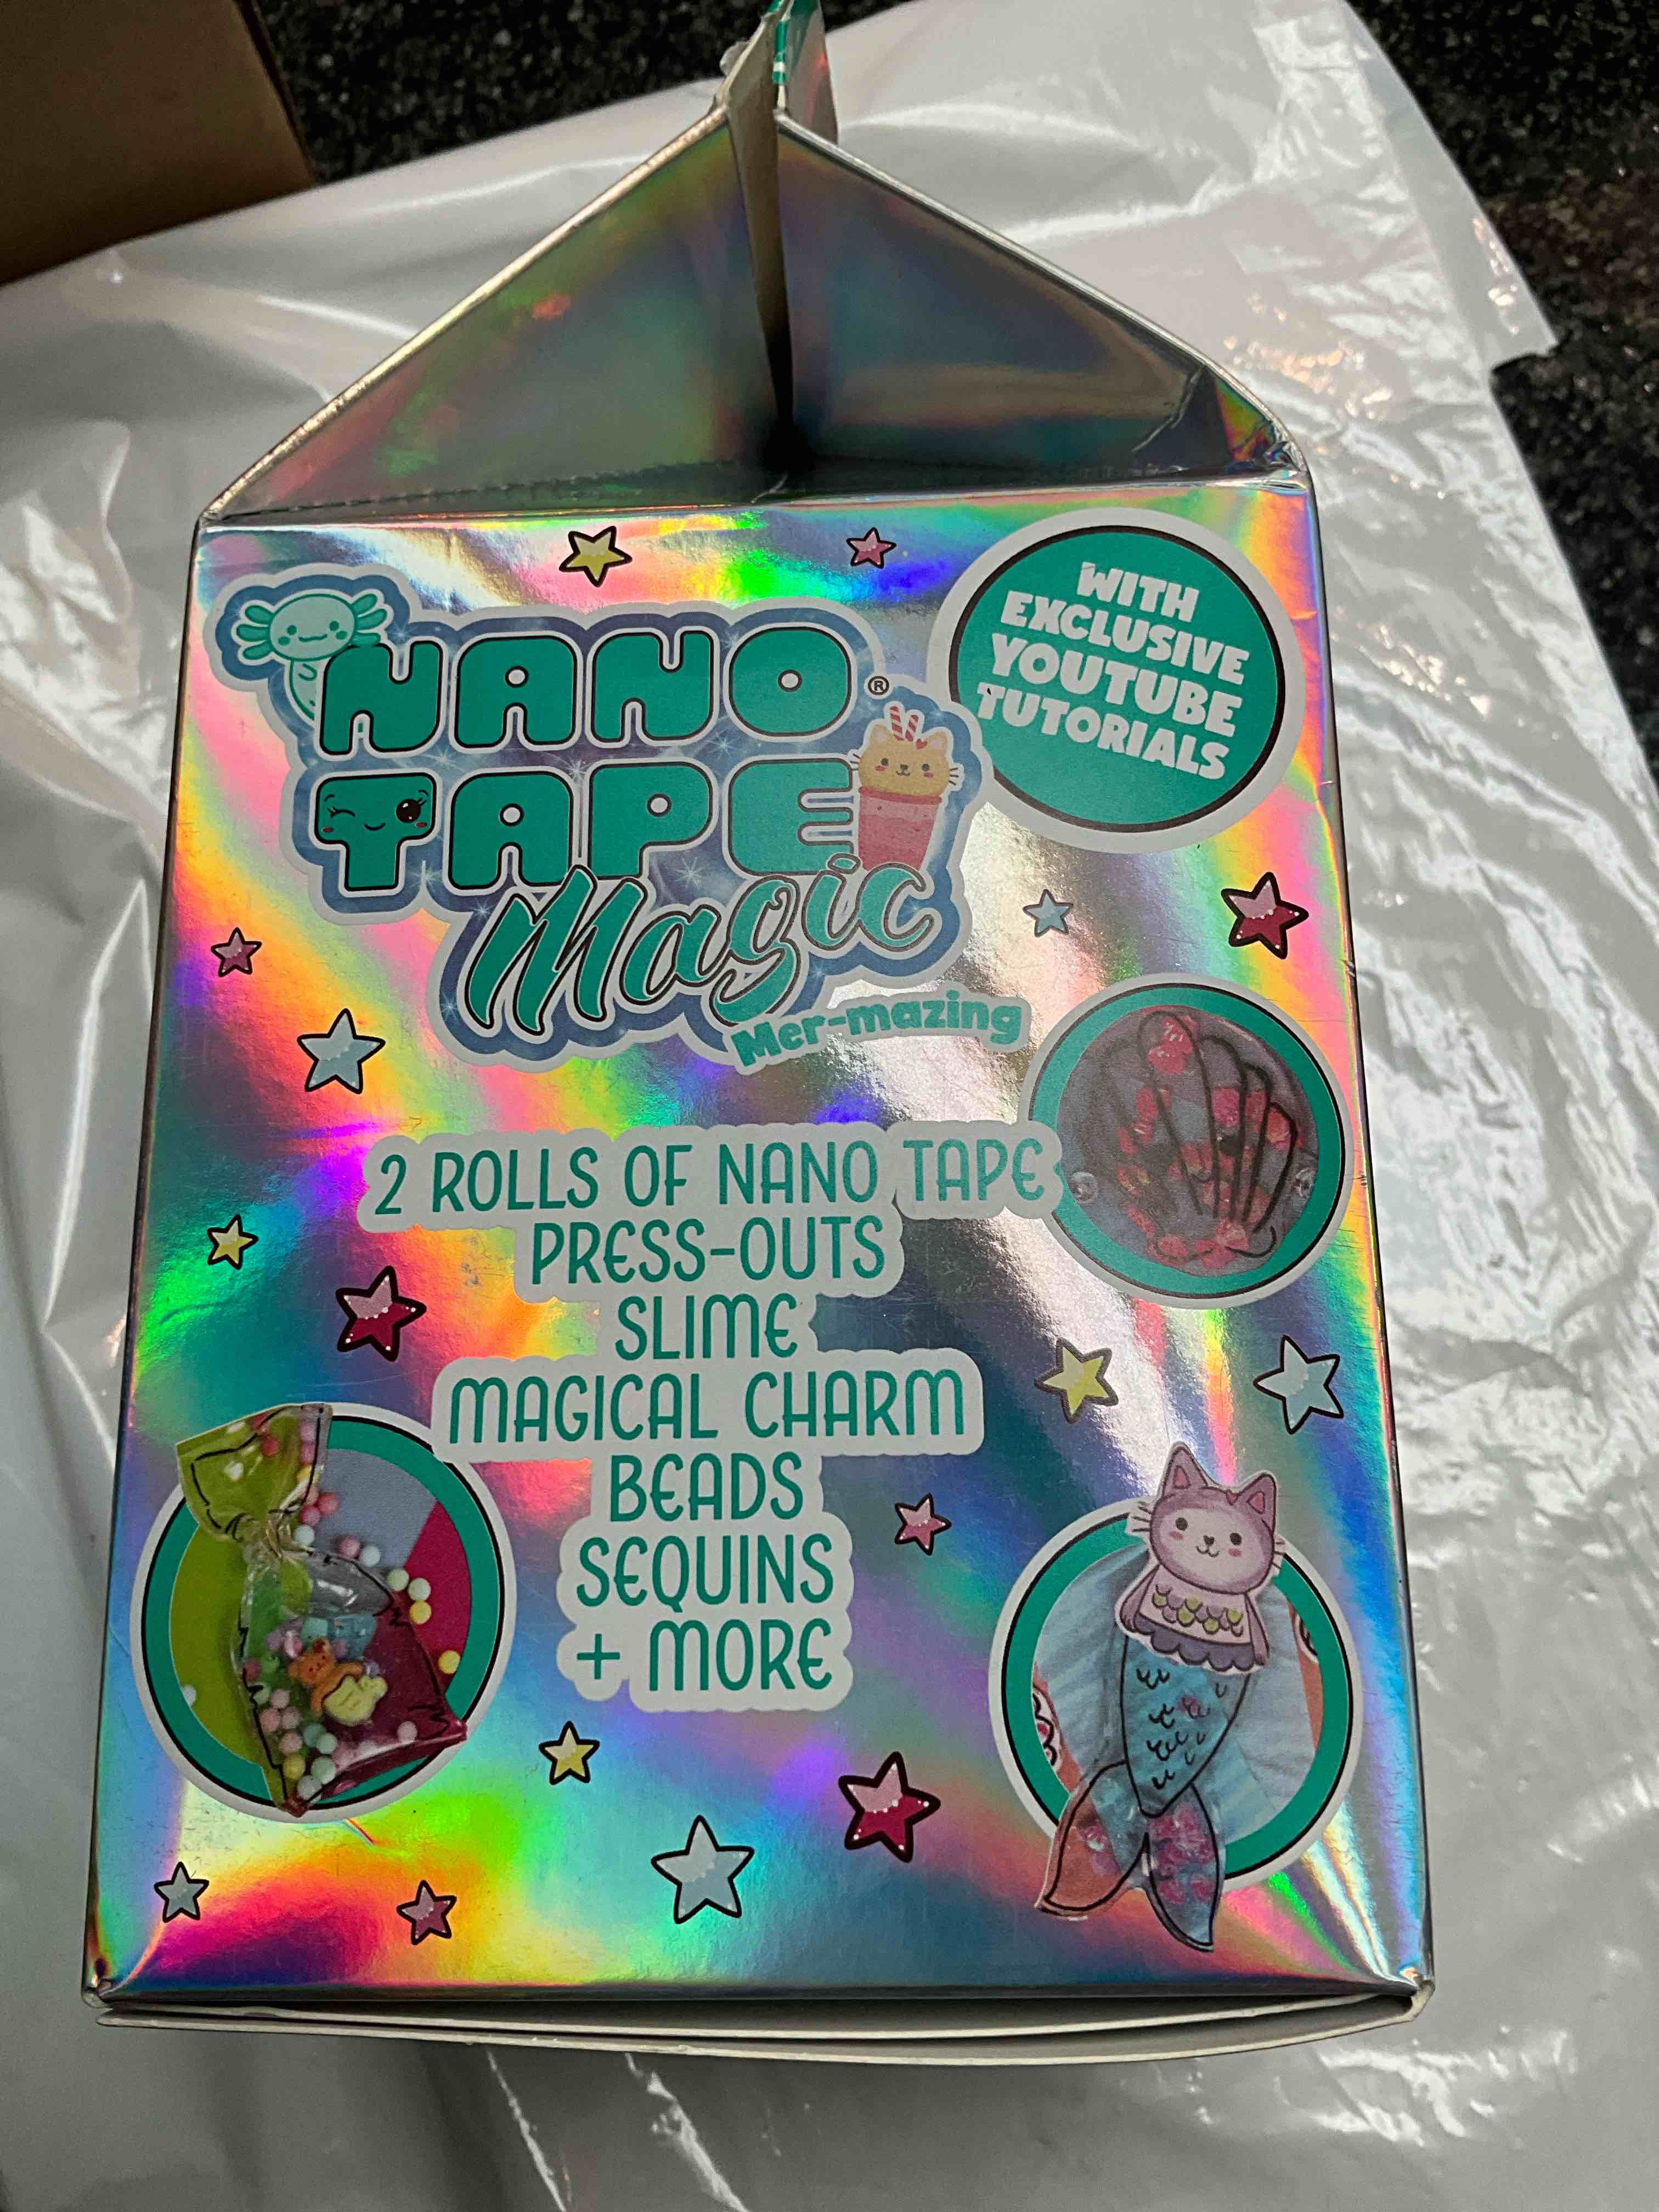 WITH
EXCLUSIVE
YOUTUBE
TUTORIALS
NANO®
TAPE
Magic
Mer-mazing
2 ROLLS OF NANO TAPE
PRESS-OUTS
SLIME
MAGICAL CHARM
BEADS
SEQUINS
+ MORE